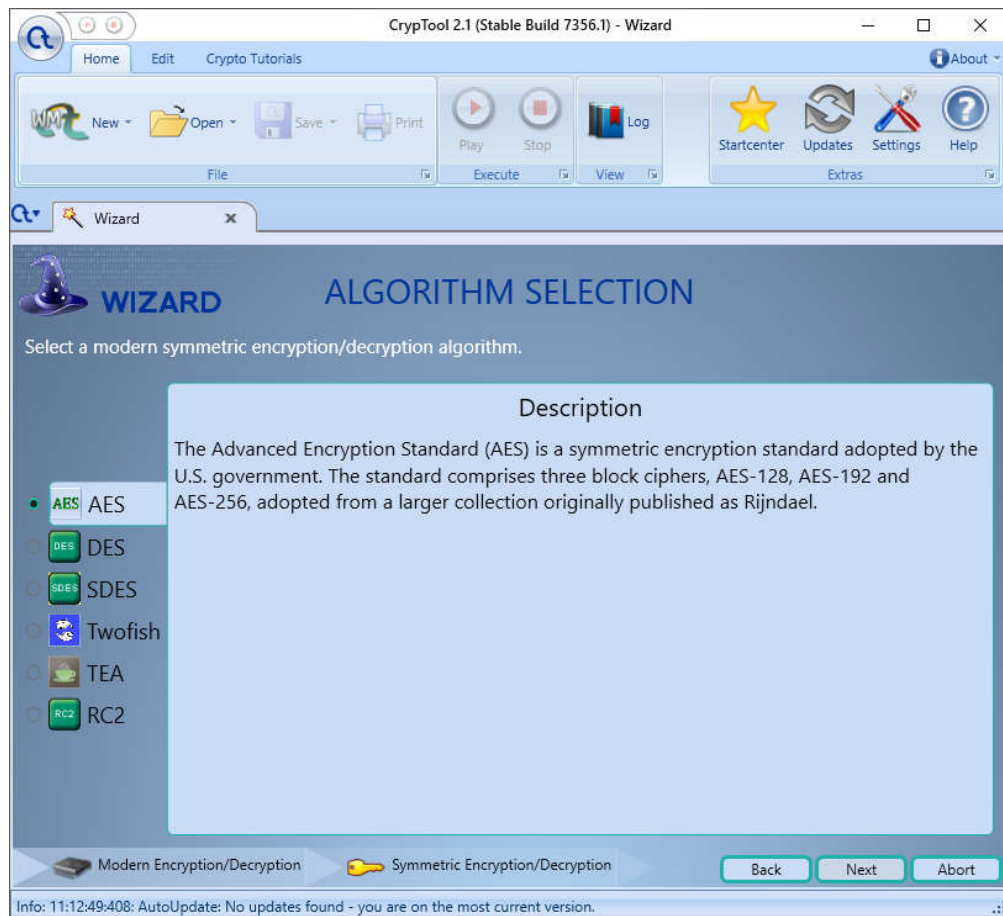 CrypTool 2.1 (Stable Build 7356.1) - Wizard
Home Edit Crypto Tutorials About
New Open Save Print Play Stop Log Startcenter Updates Settings Help
File Execute View Extras
Wizard
WIZARD ALGORITHM SELECTION
Select a modern symmetric encryption/decryption algorithm.
Description
The Advanced Encryption Standard (AES) is a symmetric encryption standard adopted by the
U.S. government. The standard comprises three block ciphers, AES-128, AES-192 and
AES-256, adopted from a larger collection originally published as Rijndael.
AES AES
DES DES
SDES SDES
Twofish
TEA
RC2 RC2
Modern Encryption/Decryption Symmetric Encryption/Decryption Back Next Abort
Info: 11:12:49:408: AutoUpdate: No updates found - you are on the most current version.